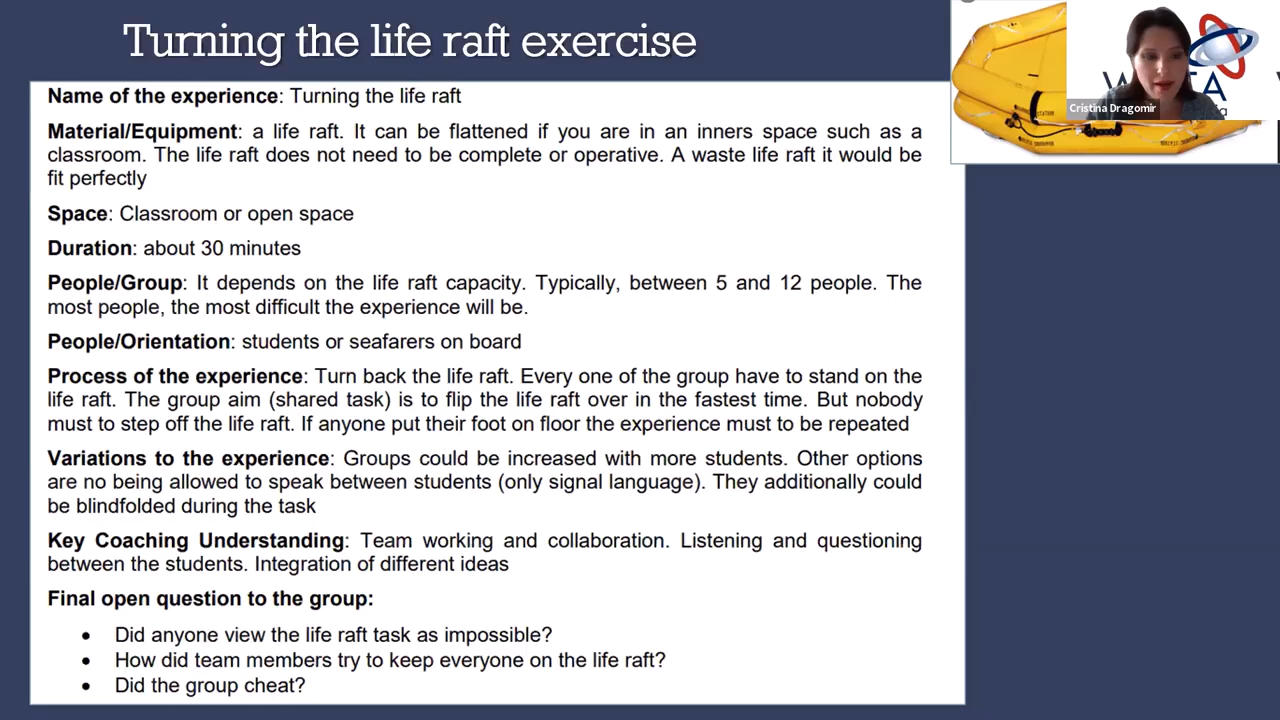 Turning the life raft exercise
Name of the experience: Turning the life raft
Material/Equipment: a life raft. It can be flattened if you are in an inners space such as a
classroom. The life raft does not need to be complete or operative. A waste life raft it would be
fit perfectly
Space: Classroom or open space
Duration: about 30 minutes
People/Group: It depends on the life raft capacity. Typically, between 5 and 12 people. The
most people, the most difficult the experience will be.
People/Orientation: students or seafarers on board
Process of the experience: Turn back the life raft. Every one of the group have to stand on the
life raft. The group aim (shared task) is to flip the life raft over in the fastest time. But nobody
must to step off the life raft. If anyone put their foot on floor the experience must to be repeated
Variations to the experience: Groups could be increased with more students. Other options
are no being allowed to speak between students (only signal language). They additionally could
be blindfolded during the task
Key Coaching Understanding: Team working and collaboration. Listening and questioning
between the students. Integration of different ideas
Final open question to the group:
• Did anyone view the life raft task as impossible?
• How did team members try to keep everyone on the life raft?
• Did the group cheat?
Cristina Dragomir